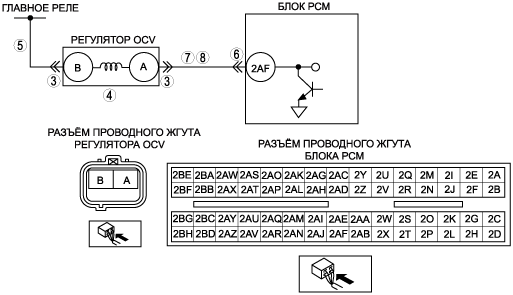 ГЛАВНОЕ РЕЛЕ
БЛОК PCM
РЕГУЛЯТОР OCV
5
B
A
3
3
4
7
8
6
2AF
РАЗЪЁМ ПРОВОДНОГО ЖГУТА
РЕГУЛЯТОРА OCV
B
A
РАЗЪЁМ ПРОВОДНОГО ЖГУТА
БЛОКА PCM
2BE 2BA 2AW 2AS 2AO 2AK 2AG 2AC 2Y 2U 2Q 2M 2I 2E 2A
2BF 2BB 2AX 2AT 2AP 2AL 2AH 2AD 2Z 2V 2R 2N 2J 2F 2B
2BG 2BC 2AY 2AU 2AQ 2AM 2AI 2AE 2AA 2W 2S 2O 2K 2G 2C
2BH 2BD 2AZ 2AV 2AR 2AN 2AJ 2AF 2AB 2X 2T 2P 2L 2H 2D